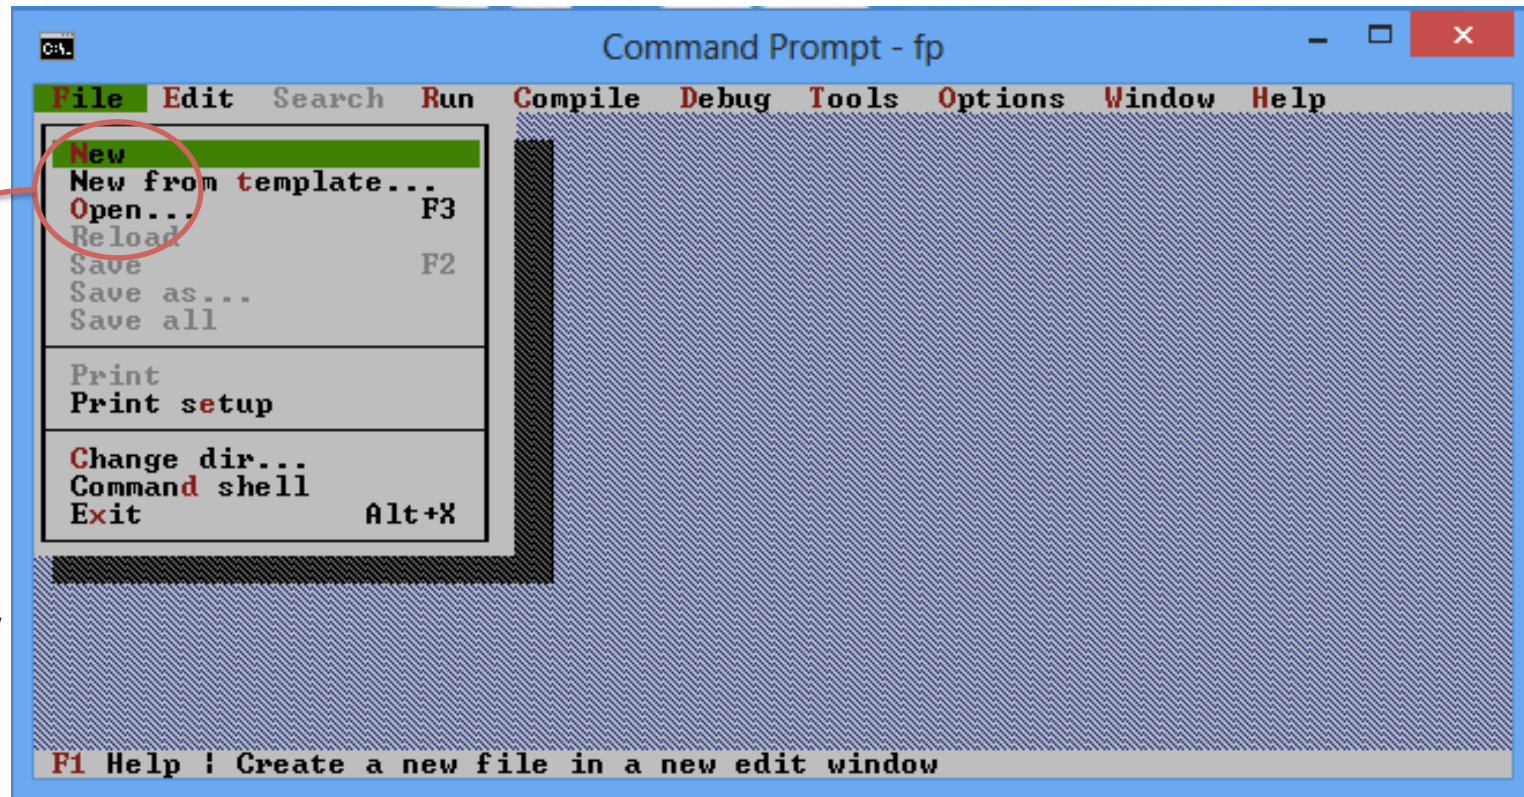 C:\.
Command Prompt - fp
File Edit Search Run Compile Debug Tools Options Window Help
New
New from template...
Open... F3
Reload
Save F2
Save as...
Save all
Print
Print setup
Change dir...
Command shell
Exit Alt+X
F1 Help | Create a new file in a new edit window